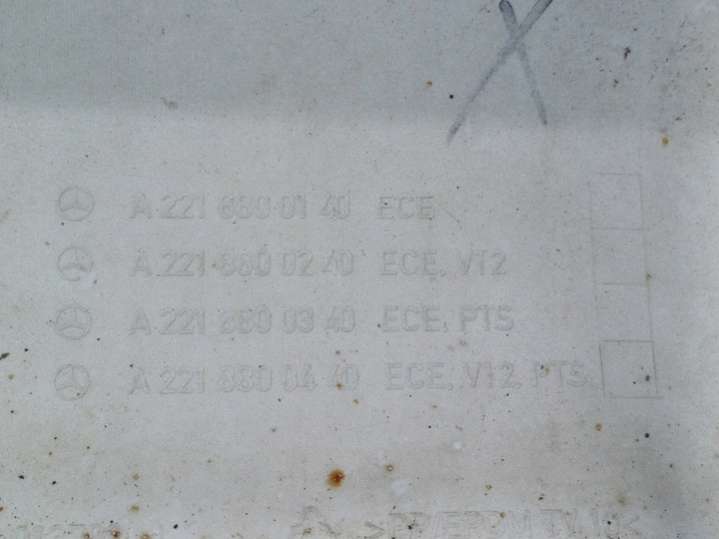 A 221 880 01 40 ECE
A 221 880 02 40 ECE, V12
A 221 880 03 40 ECE, PTS
A 221 880 04 40 ECE, V12, PTS